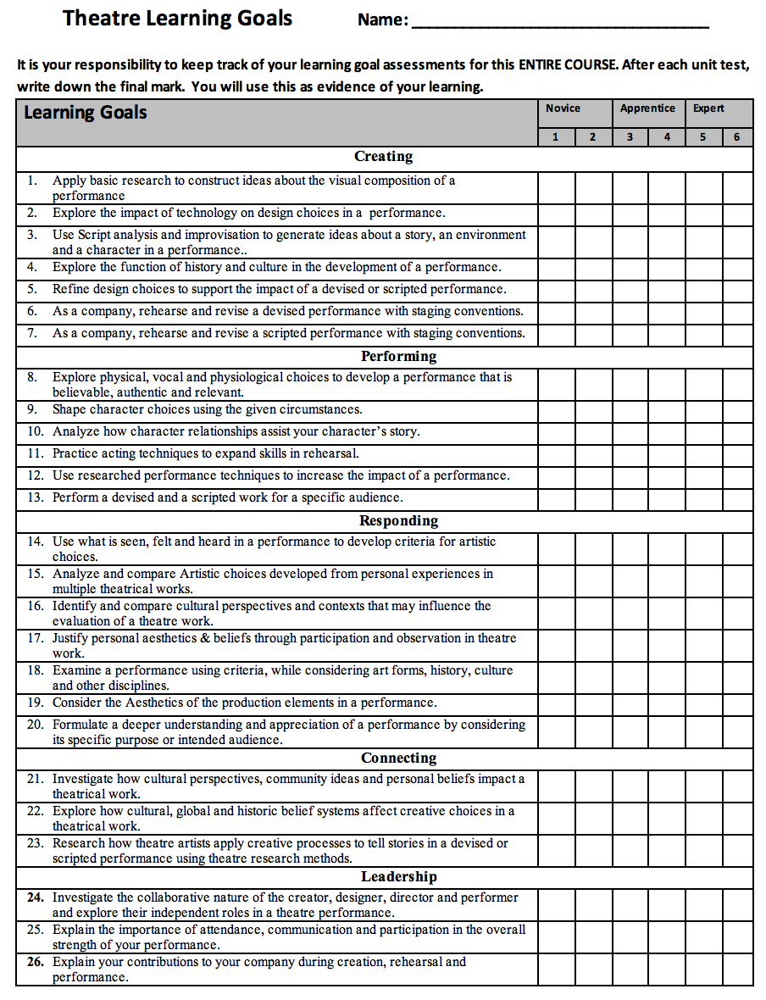 Theatre Learning Goals Name: ___________________________________
It is your responsibility to keep track of your learning goal assessments for this ENTIRE COURSE. After each unit test,
write down the final mark. You will use this as evidence of your learning.
Learning Goals Novice Apprentice Expert
1 2 3 4 5 6
Creating
1. Apply basic research to construct ideas about the visual composition of a
performance
2. Explore the impact of technology on design choices in a performance.
3. Use Script analysis and improvisation to generate ideas about a story, an environment
and a character in a performance..
4. Explore the function of history and culture in the development of a performance.
5. Refine design choices to support the impact of a devised or scripted performance.
6. As a company, rehearse and revise a devised performance with staging conventions.
7. As a company, rehearse and revise a scripted performance with staging conventions.
Performing
8. Explore physical, vocal and physiological choices to develop a performance that is
believable, authentic and relevant.
9. Shape character choices using the given circumstances.
10. Analyze how character relationships assist your character's story.
11. Practice acting techniques to expand skills in rehearsal.
12. Use researched performance techniques to increase the impact of a performance.
13. Perform a devised and a scripted work for a specific audience.
Responding
14. Use what is seen, felt and heard in a performance to develop criteria for artistic
choices.
15. Analyze and compare Artistic choices developed from personal experiences in
multiple theatrical works.
16. Identify and compare cultural perspectives and contexts that may influence the
evaluation of a theatre work.
17. Justify personal aesthetics & beliefs through participation and observation in theatre
work.
18. Examine a performance using criteria, while considering art forms, history, culture
and other disciplines.
19. Consider the Aesthetics of the production elements in a performance.
20. Formulate a deeper understanding and appreciation of a performance by considering
its specific purpose or intended audience.
Connecting
21. Investigate how cultural perspectives, community ideas and personal beliefs impact a
theatrical work.
22. Explore how cultural, global and historic belief systems affect creative choices in a
theatrical work.
23. Research how theatre artists apply creative processes to tell stories in a devised or
scripted performance using theatre research methods.
Leadership
24. Investigate the collaborative nature of the creator, designer, director and performer
and explore their independent roles in a theatre performance.
25. Explain the importance of attendance, communication and participation in the overall
strength of your performance.
26. Explain your contributions to your company during creation, rehearsal and
performance.